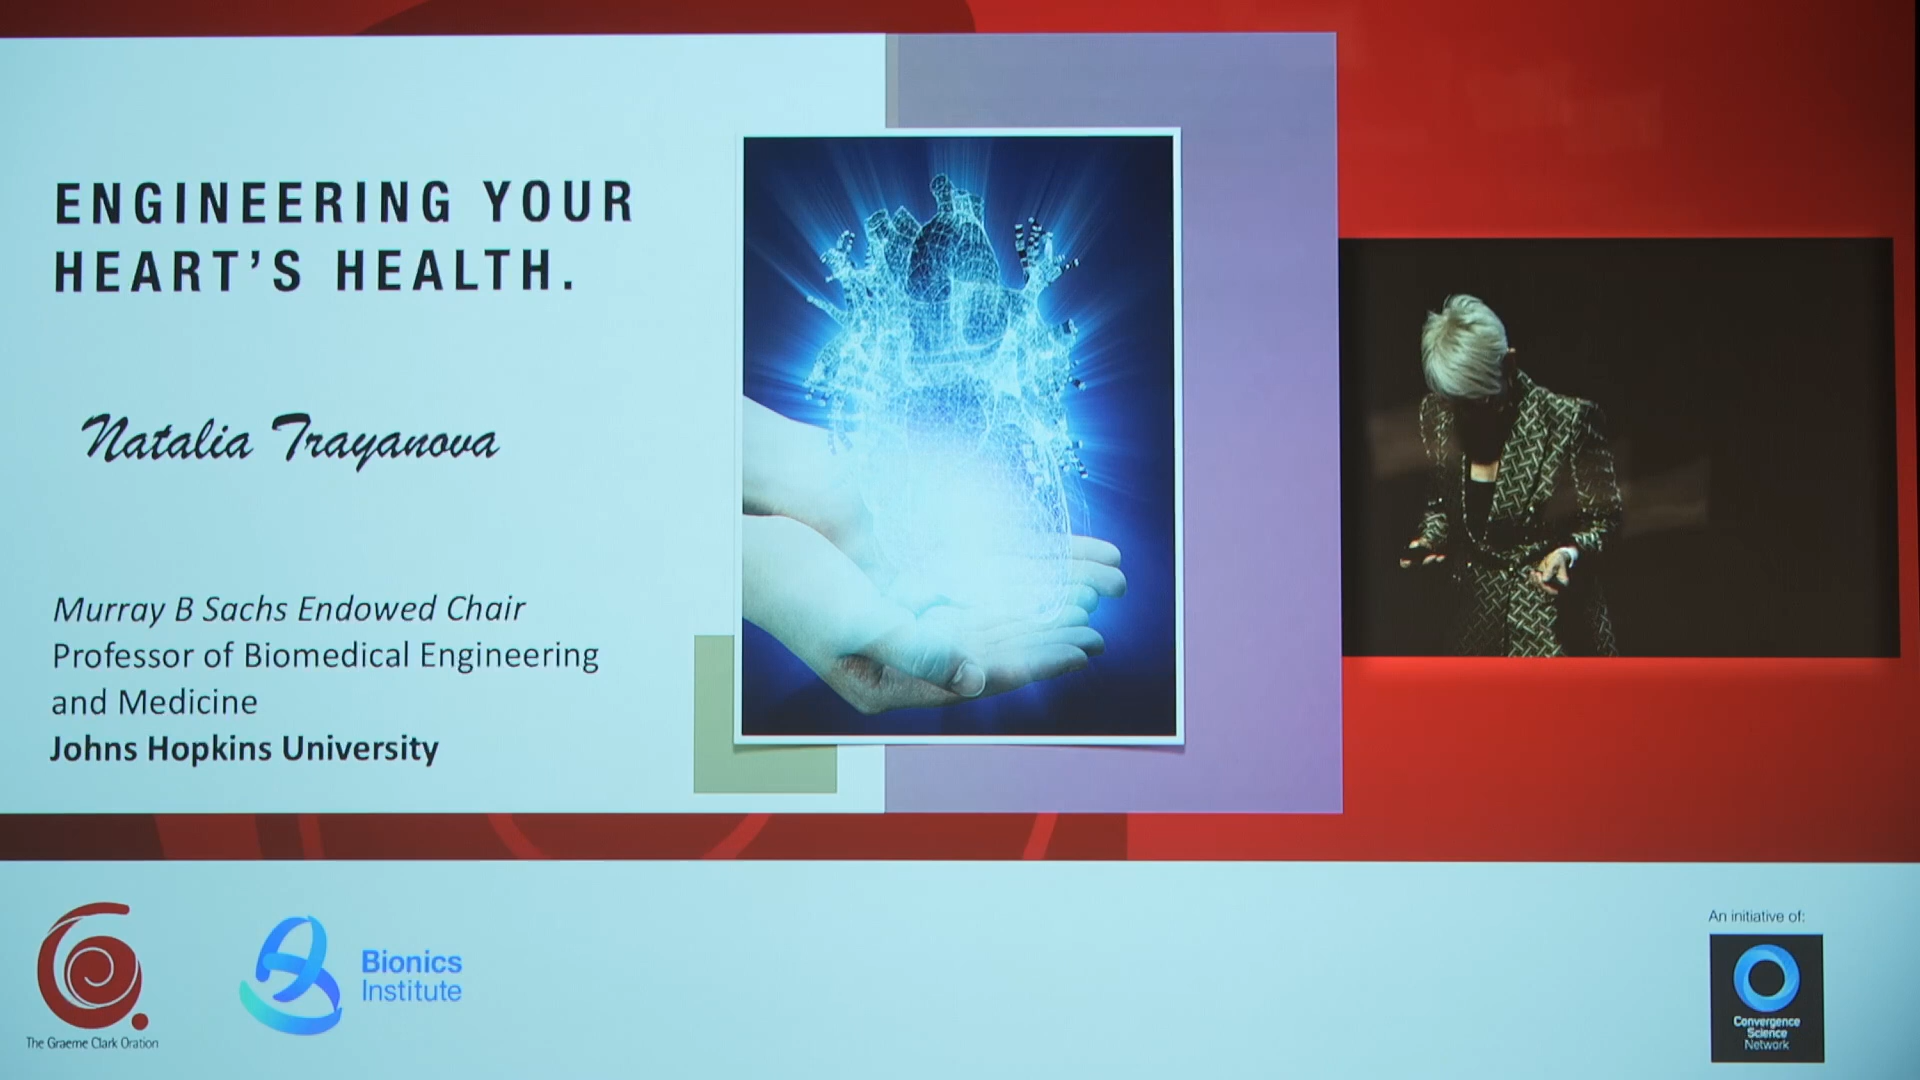 ENGINEERING YOUR
HEART'S HEALTH.
Natalia Trayanova
Murray B Sachs Endowed Chair
Professor of Biomedical Engineering
and Medicine
Johns Hopkins University
The Graeme Clark Oration
Bionics
Institute
An initiative of:
Convergence
Science
Network